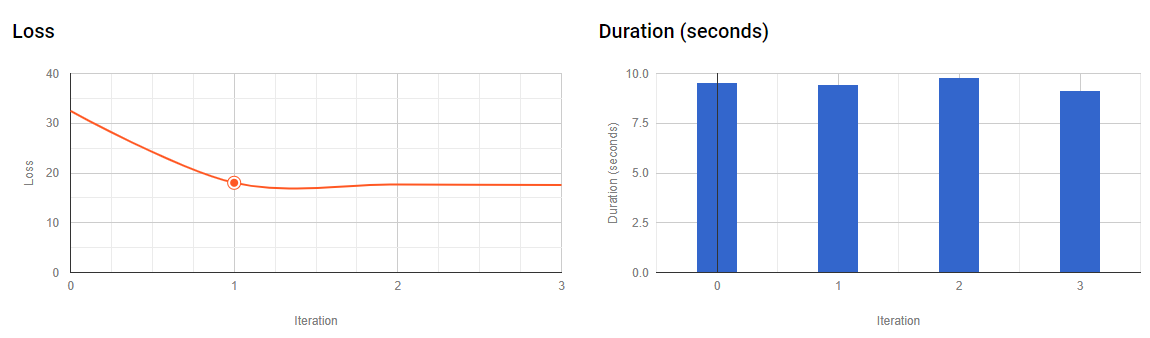 Loss
40
30
20
10
0
Loss
0 1 2 3
Iteration
Duration (seconds)
10.0
7.5
5.0
2.5
0.0
Duration (seconds)
0 1 2 3
Iteration